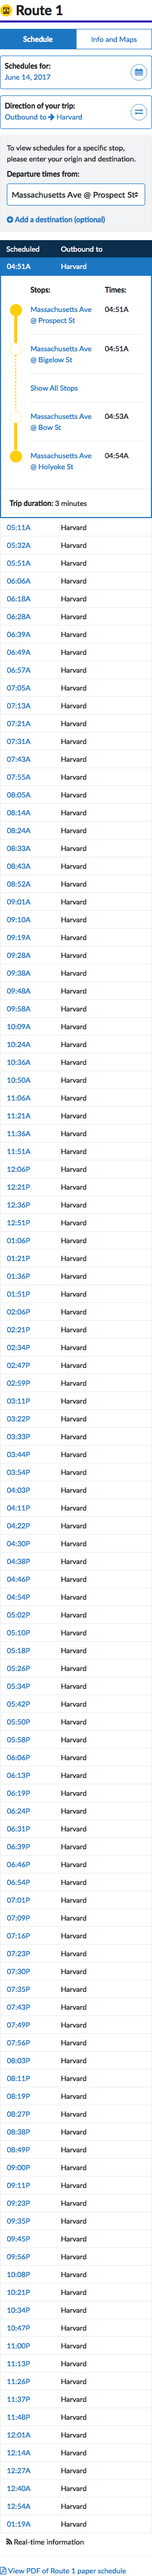 Route 1
Schedule Info and Maps
Schedules for:
June 14, 2017
Direction of your trip:
Outbound to → Harvard
To view schedules for a specific stop,
please enter your origin and destination.
Departure times from:
Massachusetts Ave @ Prospect St
Add a destination (optional)
Scheduled Outbound to
04:51A Harvard
Stops: Times:
Massachusetts Ave 04:51A
@ Prospect St
Massachusetts Ave 04:51A
@ Bigelow St
Show All Stops
Massachusetts Ave 04:53A
@ Bow St
Massachusetts Ave 04:54A
@ Holyoke St
Trip duration: 3 minutes
05:11A Harvard
05:32A Harvard
05:51A Harvard
06:06A Harvard
06:18A Harvard
06:28A Harvard
06:39A Harvard
06:49A Harvard
06:57A Harvard
07:05A Harvard
07:13A Harvard
07:21A Harvard
07:31A Harvard
07:43A Harvard
07:55A Harvard
08:05A Harvard
08:14A Harvard
08:24A Harvard
08:33A Harvard
08:43A Harvard
08:52A Harvard
09:01A Harvard
09:10A Harvard
09:19A Harvard
09:28A Harvard
09:38A Harvard
09:48A Harvard
09:58A Harvard
10:09A Harvard
10:24A Harvard
10:36A Harvard
10:50A Harvard
11:06A Harvard
11:21A Harvard
11:36A Harvard
11:51A Harvard
12:06P Harvard
12:21P Harvard
12:36P Harvard
12:51P Harvard
01:06P Harvard
01:21P Harvard
01:36P Harvard
01:51P Harvard
02:06P Harvard
02:21P Harvard
02:34P Harvard
02:47P Harvard
02:59P Harvard
03:11P Harvard
03:22P Harvard
03:33P Harvard
03:44P Harvard
03:54P Harvard
04:03P Harvard
04:11P Harvard
04:22P Harvard
04:30P Harvard
04:38P Harvard
04:46P Harvard
04:54P Harvard
05:02P Harvard
05:10P Harvard
05:18P Harvard
05:26P Harvard
05:34P Harvard
05:42P Harvard
05:50P Harvard
05:58P Harvard
06:06P Harvard
06:13P Harvard
06:19P Harvard
06:24P Harvard
06:31P Harvard
06:39P Harvard
06:46P Harvard
06:54P Harvard
07:01P Harvard
07:09P Harvard
07:16P Harvard
07:23P Harvard
07:30P Harvard
07:35P Harvard
07:43P Harvard
07:49P Harvard
07:56P Harvard
08:03P Harvard
08:11P Harvard
08:19P Harvard
08:27P Harvard
08:38P Harvard
08:49P Harvard
09:00P Harvard
09:11P Harvard
09:23P Harvard
09:35P Harvard
09:45P Harvard
09:56P Harvard
10:08P Harvard
10:21P Harvard
10:34P Harvard
10:47P Harvard
11:00P Harvard
11:13P Harvard
11:26P Harvard
11:37P Harvard
11:48P Harvard
12:01A Harvard
12:14A Harvard
12:27A Harvard
12:40A Harvard
12:54A Harvard
01:19A Harvard
Real-time information
View PDF of Route 1 paper schedule